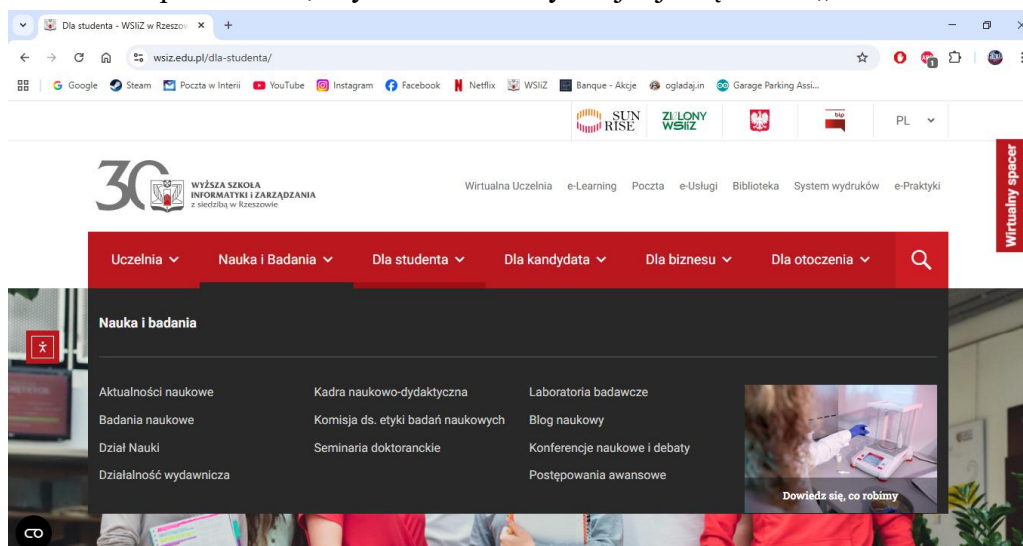 Dla studenta - WSIiZ w Rzeszow
wsiz.edu.pl/dla-studenta/
Google Steam Poczta w Interii YouTube Instagram Facebook Netflix WSIiZ Banque - Akcje ogladaj.in Garage Parking Assi...
SUN RISE ZIELONY WSIiZ bip PL
Wirtualny spacer
30 WYŻSZA SZKOŁA
INFORMATYKI I ZARZĄDZANIA
z siedzibą w Rzeszowie
Wirtualna Uczelnia e-Learning Poczta e-Usługi Biblioteka System wydruków e-Praktyki
Uczelnia Nauka i Badania Dla studenta Dla kandydata Dla biznesu Dla otoczenia
Nauka i badania
Aktualności naukowe Kadra naukowo-dydaktyczna Laboratoria badawcze
Badania naukowe Komisja ds. etyki badań naukowych Blog naukowy
Dział Nauki Seminaria doktoranckie Konferencje naukowe i debaty
Działalność wydawnicza Postępowania awansowe
Dowiedz się, co robimy